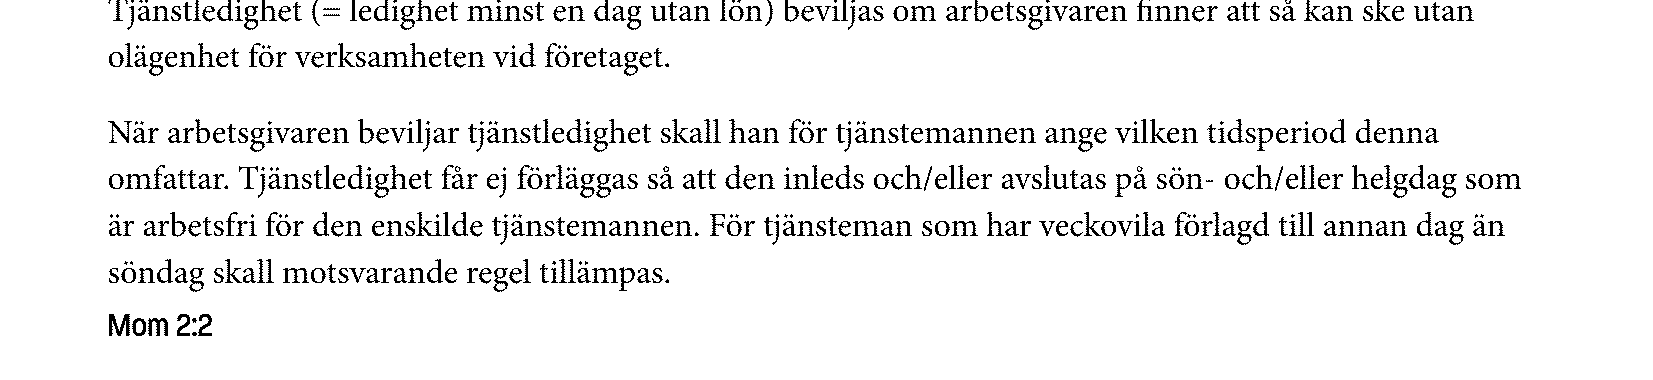 Tjänstledighet (= ledighet minst en dag utan lön) beviljas om arbetsgivaren finner att så kan ske utan
olägenhet för verksamheten vid företaget.
När arbetsgivaren beviljar tjänstledighet skall han för tjänstemannen ange vilken tidsperiod denna
omfattar. Tjänstledighet får ej förläggas så att den inleds och/eller avslutas på sön- och/eller helgdag som
är arbetsfri för den enskilde tjänstemannen. För tjänsteman som har veckovila förlagd till annan dag än
söndag skall motsvarande regel tillämpas.
Mom 2:2